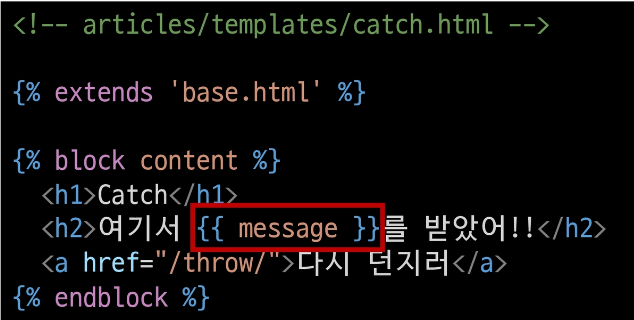 <!-- articles/templates/catch.html -->
{% extends 'base.html' %}
{% block content %}
<h1>Catch</h1>
<h2>여기서 {{ message }}를 받았어!!</h2>
<a href="/throw/">다시 던지러</a>
{% endblock %}